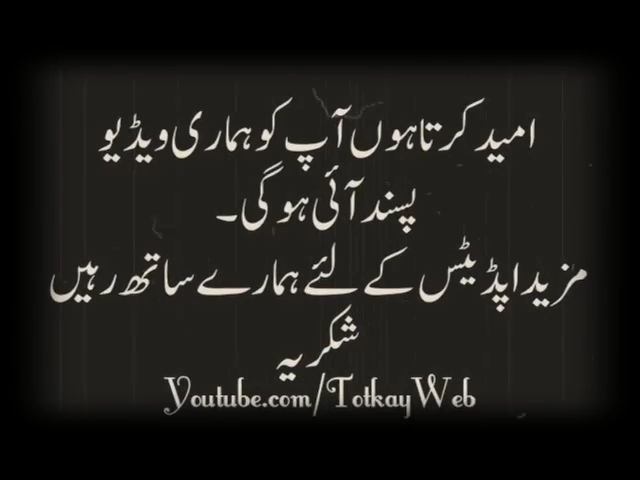 امید کرتا ہوں آپ کو ہماری ویڈیو
پسند آئی ہو گی۔
مزید اپڈیٹس کے لئے ہمارے ساتھ رہیں
شکریہ
Youtube.com/TotkayWeb